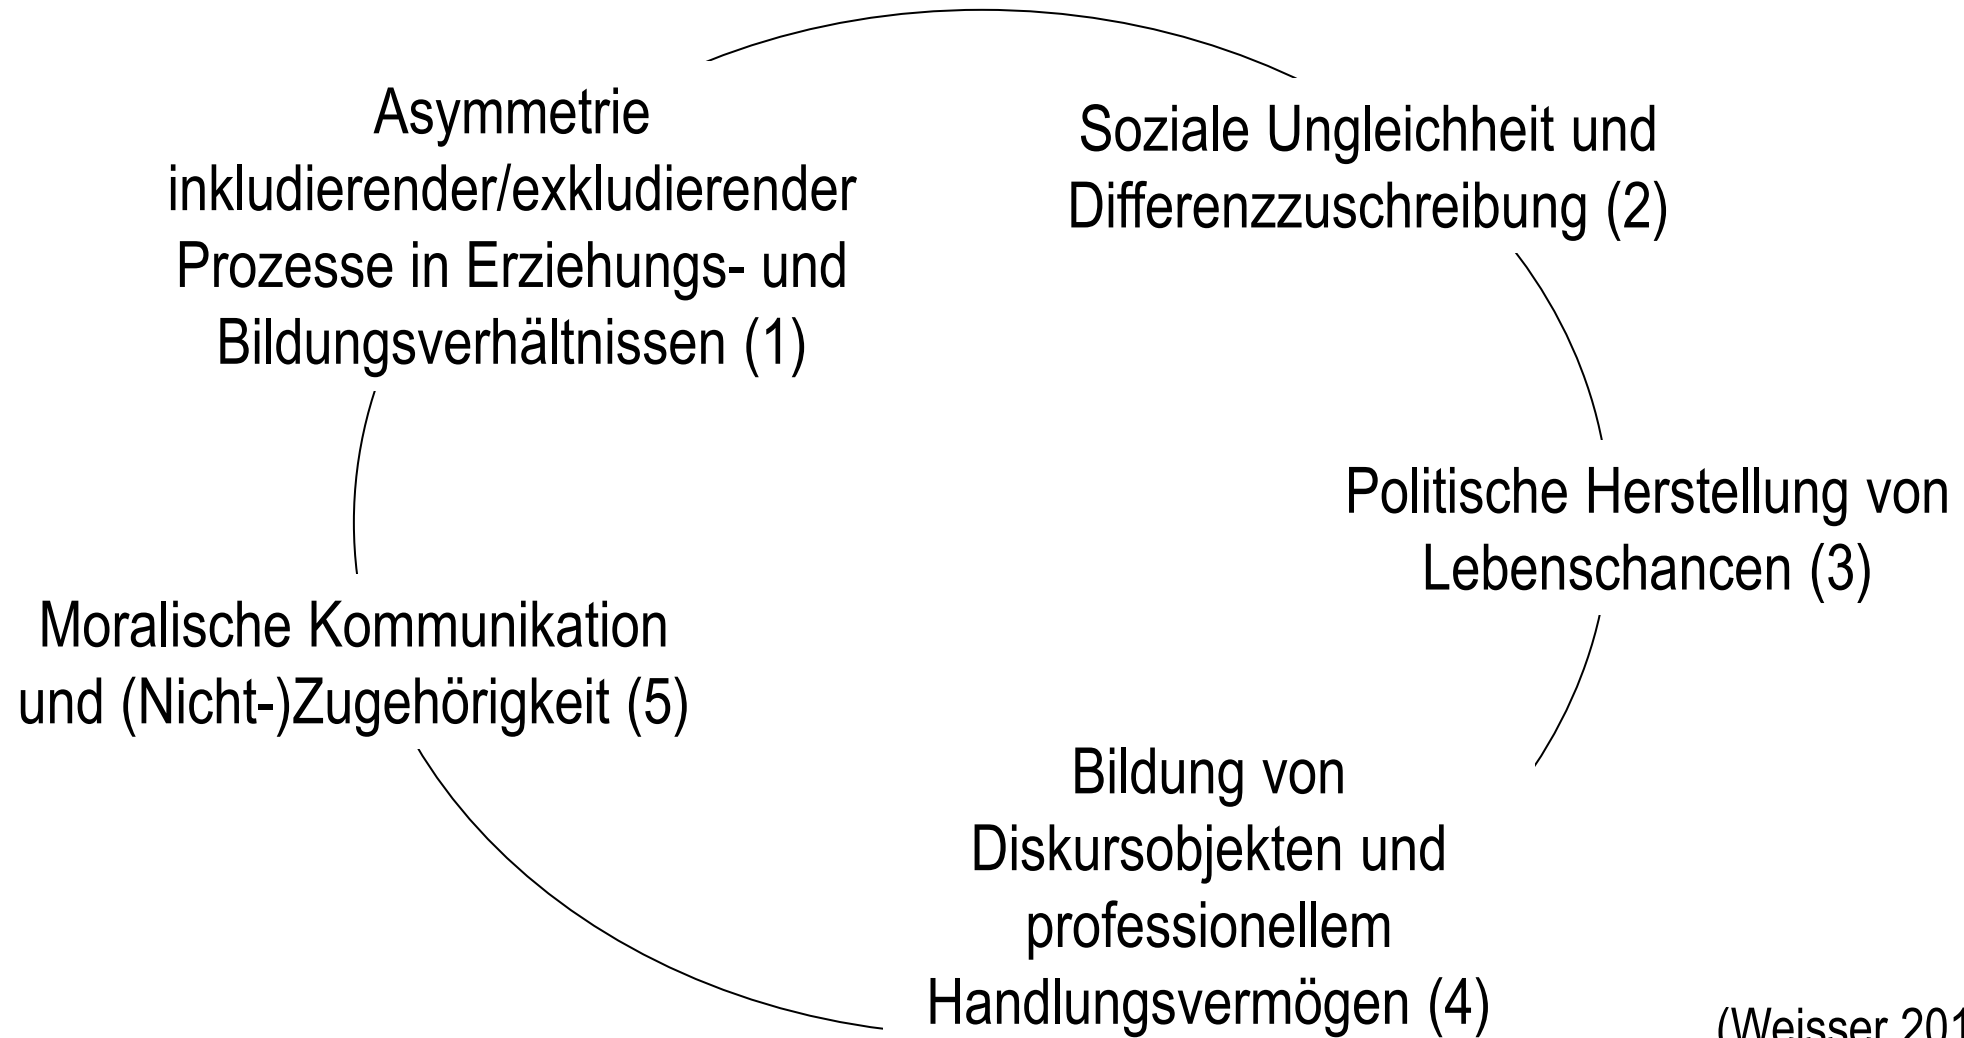 Asymmetrie
inkludierender/exkludierender
Prozesse in Erziehungs- und
Bildungsverhältnissen (1)
Soziale Ungleichheit und
Differenzzuschreibung (2)
Politische Herstellung von
Lebenschancen (3)
Bildung von
Diskursobjekten und
professionellem
Handlungsvermögen (4)
Moralische Kommunikation
und (Nicht-)Zugehörigkeit (5)
(Weisser